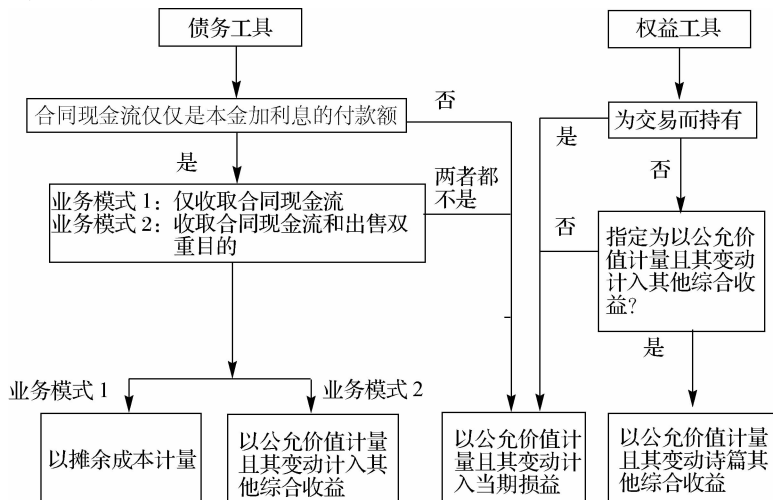 债务工具
权益工具
合同现金流仅仅是本金加利息的付款额
否
是
为交易而持有
是
两者都
不是
否
业务模式 1：仅收取合同现金流
业务模式 2：收取合同现金流和出售双
重目的
否
指定为以公允价
值计量且其变动
计入其他综合收
益？
是
业务模式 1
业务模式 2
以摊余成本计量
以公允价值计量
且其变动计入其
他综合收益
以公允价值计
量且其变动计
入当期损益
以公允价值计量
且其变动诗篇其
他综合收益